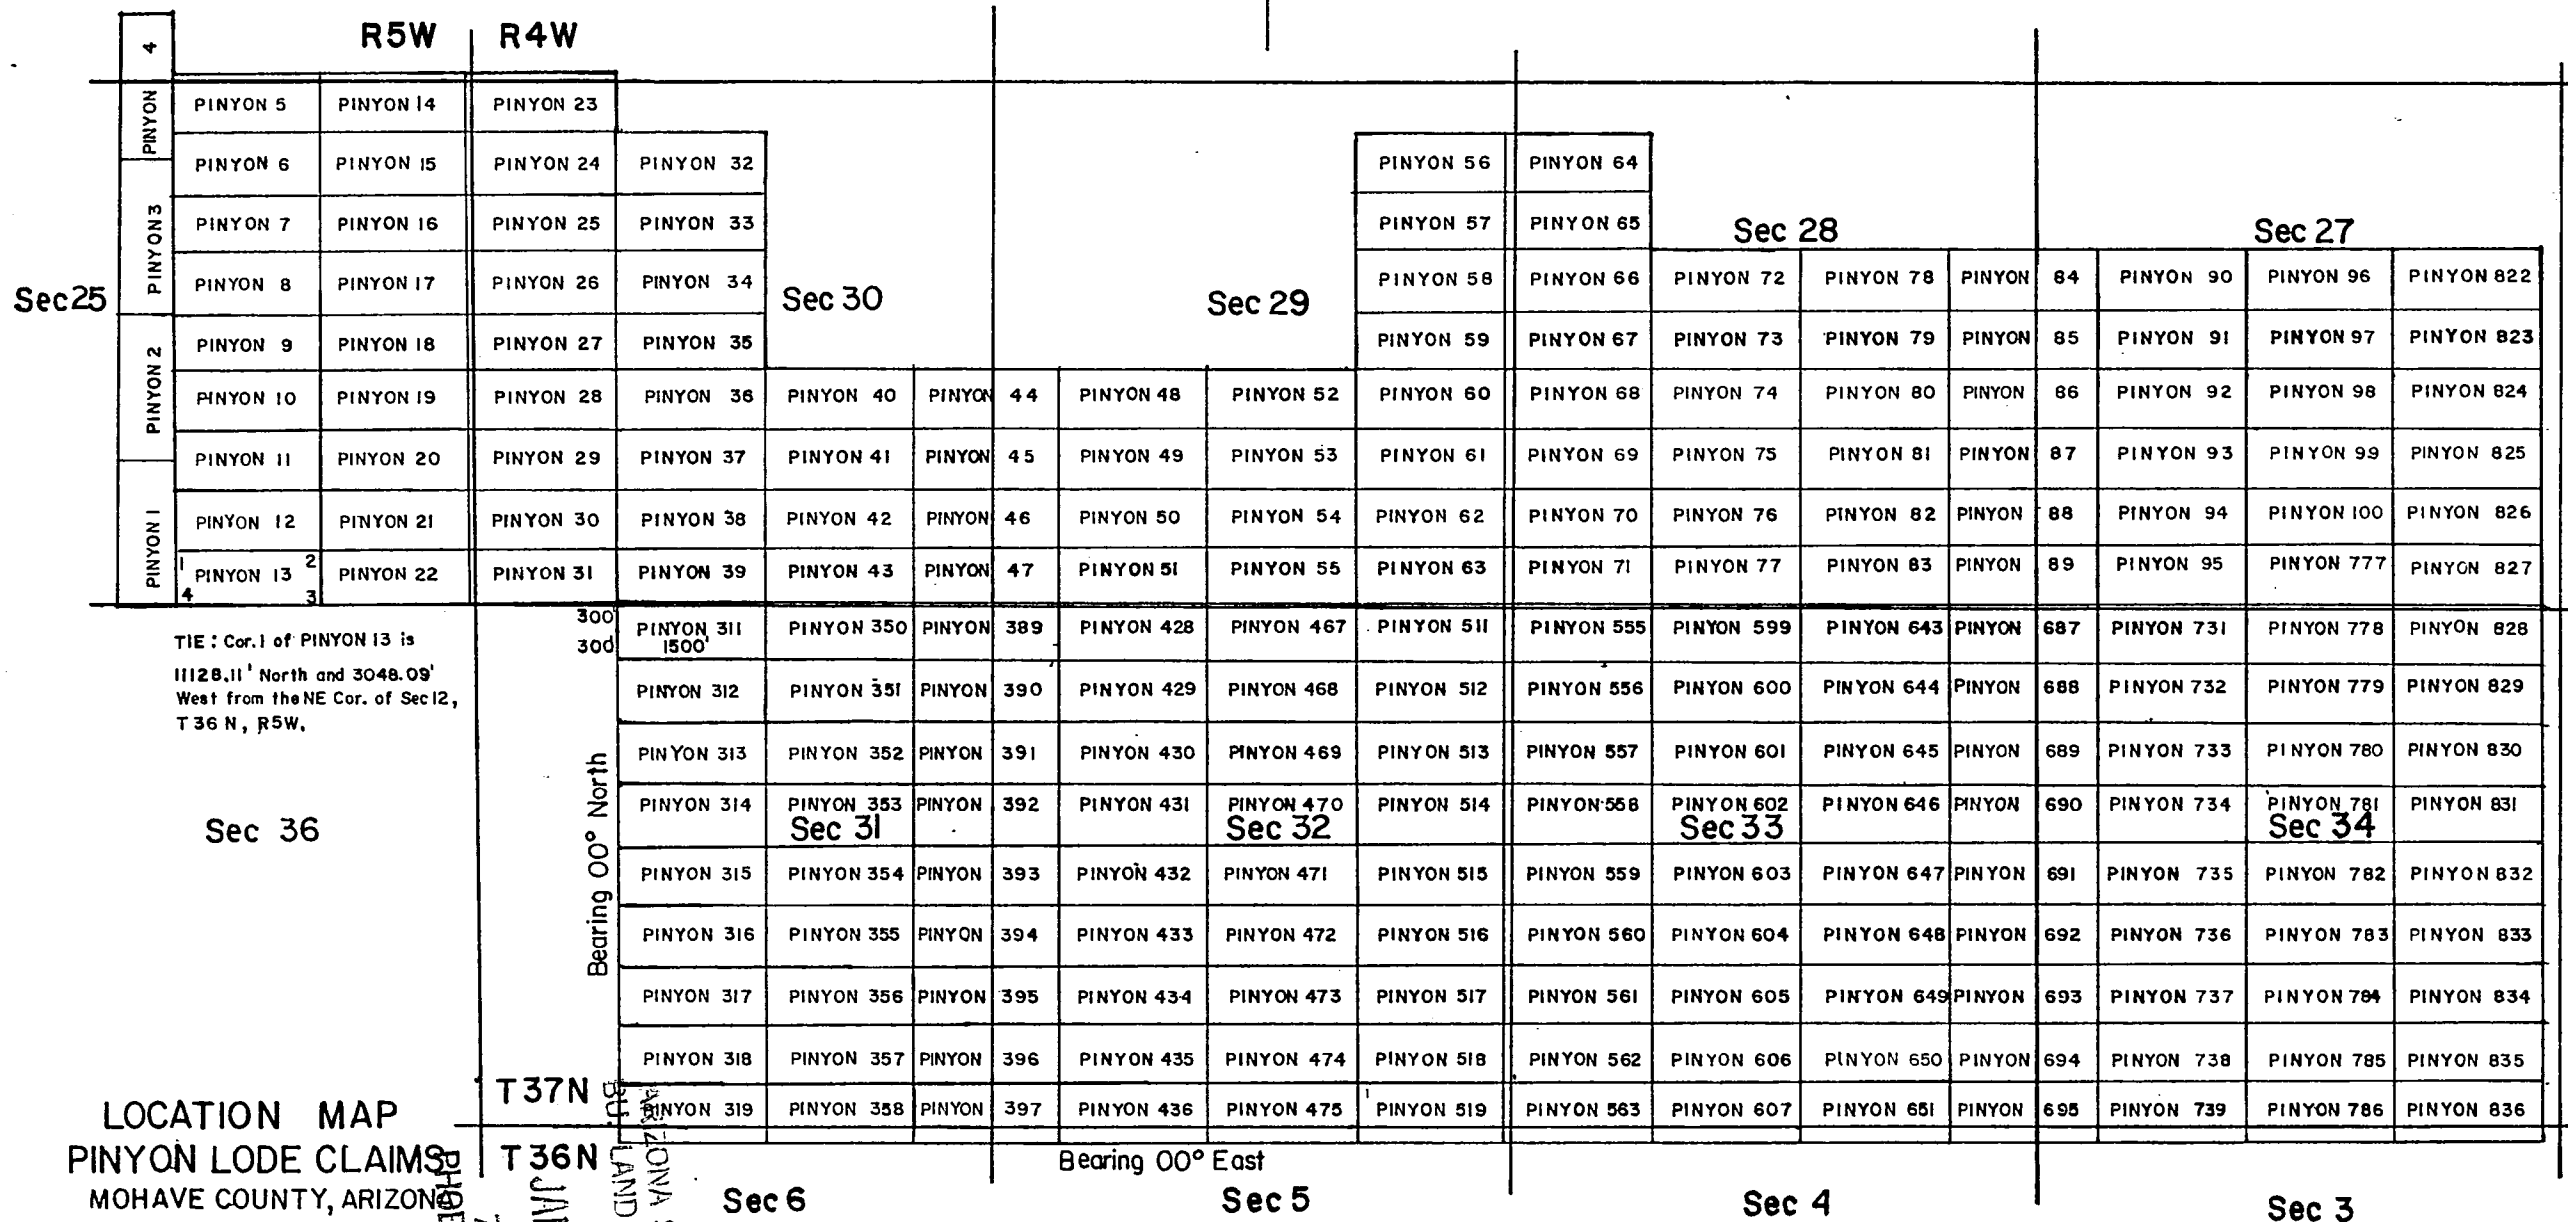 R5W R4W
4
PINYON
PINYON 5 PINYON 14 PINYON 23
PINYON 6 PINYON 15 PINYON 24 PINYON 32 PINYON 56 PINYON 64
PINYON 3
PINYON 7 PINYON 16 PINYON 25 PINYON 33 PINYON 57 PINYON 65 Sec 28 Sec 27
PINYON 8 PINYON 17 PINYON 26 PINYON 34 PINYON 58 PINYON 66 PINYON 72 PINYON 78 PINYON 84 PINYON 90 PINYON 96 PINYON 822
Sec 25 Sec 30 Sec 29
PINYON 2
PINYON 9 PINYON 18 PINYON 27 PINYON 35 PINYON 59 PINYON 67 PINYON 73 PINYON 79 PINYON 85 PINYON 91 PINYON 97 PINYON 823
PINYON 10 PINYON 19 PINYON 28 PINYON 36 PINYON 40 PINYON 44 PINYON 48 PINYON 52 PINYON 60 PINYON 68 PINYON 74 PINYON 80 PINYON 86 PINYON 92 PINYON 98 PINYON 824
PINYON 11 PINYON 20 PINYON 29 PINYON 37 PINYON 41 PINYON 45 PINYON 49 PINYON 53 PINYON 61 PINYON 69 PINYON 75 PINYON 81 PINYON 87 PINYON 93 PINYON 99 PINYON 825
PINYON 1
PINYON 12 PINYON 21 PINYON 30 PINYON 38 PINYON 42 PINYON 46 PINYON 50 PINYON 54 PINYON 62 PINYON 70 PINYON 76 PINYON 82 PINYON 88 PINYON 94 PINYON 100 PINYON 826
1 2
PINYON 13 PINYON 22 PINYON 31 PINYON 39 PINYON 43 PINYON 47 PINYON 51 PINYON 55 PINYON 63 PINYON 71 PINYON 77 PINYON 83 PINYON 89 PINYON 95 PINYON 777 PINYON 827
4 3
300'
PINYON 311 PINYON 350 PINYON 389 PINYON 428 PINYON 467 PINYON 511 PINYON 555 PINYON 599 PINYON 643 PINYON 687 PINYON 731 PINYON 778 PINYON 828
300' 1500'
TIE: Cor. 1 of PINYON 13 is
11128.11' North and 3048.09'
West from the NE Cor. of Sec 12,
T 36 N, R5W.
PINYON 312 PINYON 351 PINYON 390 PINYON 429 PINYON 468 PINYON 512 PINYON 556 PINYON 600 PINYON 644 PINYON 688 PINYON 732 PINYON 779 PINYON 829
PINYON 313 PINYON 352 PINYON 391 PINYON 430 PINYON 469 PINYON 513 PINYON 557 PINYON 601 PINYON 645 PINYON 689 PINYON 733 PINYON 780 PINYON 830
Bearing 00° North
PINYON 314 PINYON 353 PINYON 392 PINYON 431 PINYON 470 PINYON 514 PINYON 558 PINYON 602 PINYON 646 PINYON 690 PINYON 734 PINYON 781 PINYON 831
Sec 36 Sec 31 Sec 32 Sec 33 Sec 34
PINYON 315 PINYON 354 PINYON 393 PINYON 432 PINYON 471 PINYON 515 PINYON 559 PINYON 603 PINYON 647 PINYON 691 PINYON 735 PINYON 782 PINYON 832
PINYON 316 PINYON 355 PINYON 394 PINYON 433 PINYON 472 PINYON 516 PINYON 560 PINYON 604 PINYON 648 PINYON 692 PINYON 736 PINYON 783 PINYON 833
PINYON 317 PINYON 356 PINYON 395 PINYON 434 PINYON 473 PINYON 517 PINYON 561 PINYON 605 PINYON 649 PINYON 693 PINYON 737 PINYON 784 PINYON 834
PINYON 318 PINYON 357 PINYON 396 PINYON 435 PINYON 474 PINYON 518 PINYON 562 PINYON 606 PINYON 650 PINYON 694 PINYON 738 PINYON 785 PINYON 835
T37N
PINYON 319 PINYON 358 PINYON 397 PINYON 436 PINYON 475 PINYON 519 PINYON 563 PINYON 607 PINYON 651 PINYON 695 PINYON 739 PINYON 786 PINYON 836
T36N Bearing 00° East
Sec 6 Sec 5 Sec 4 Sec 3
LOCATION MAP
PINYON LODE CLAIMS
MOHAVE COUNTY, ARIZONA
ARIZONA
LAND